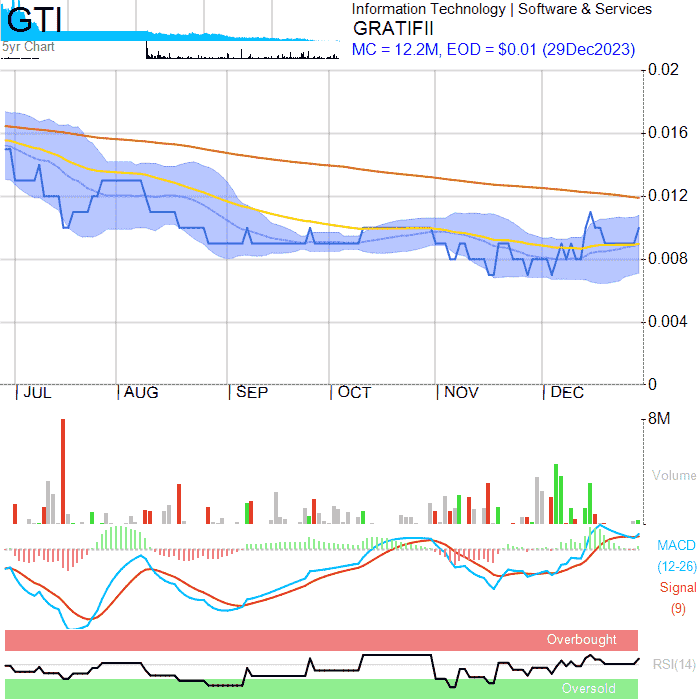 GTI
5yr Chart
Information Technology | Software & Services
GRATIFII
MC = 12.2M, EOD = $0.01 (29Dec2023)
0.02
0.016
0.012
0.008
0.004
0
JUL AUG SEP OCT NOV DEC
8M
Volume
MACD
(12-26)
Signal
(9)
Overbought
RSI(14)
Oversold